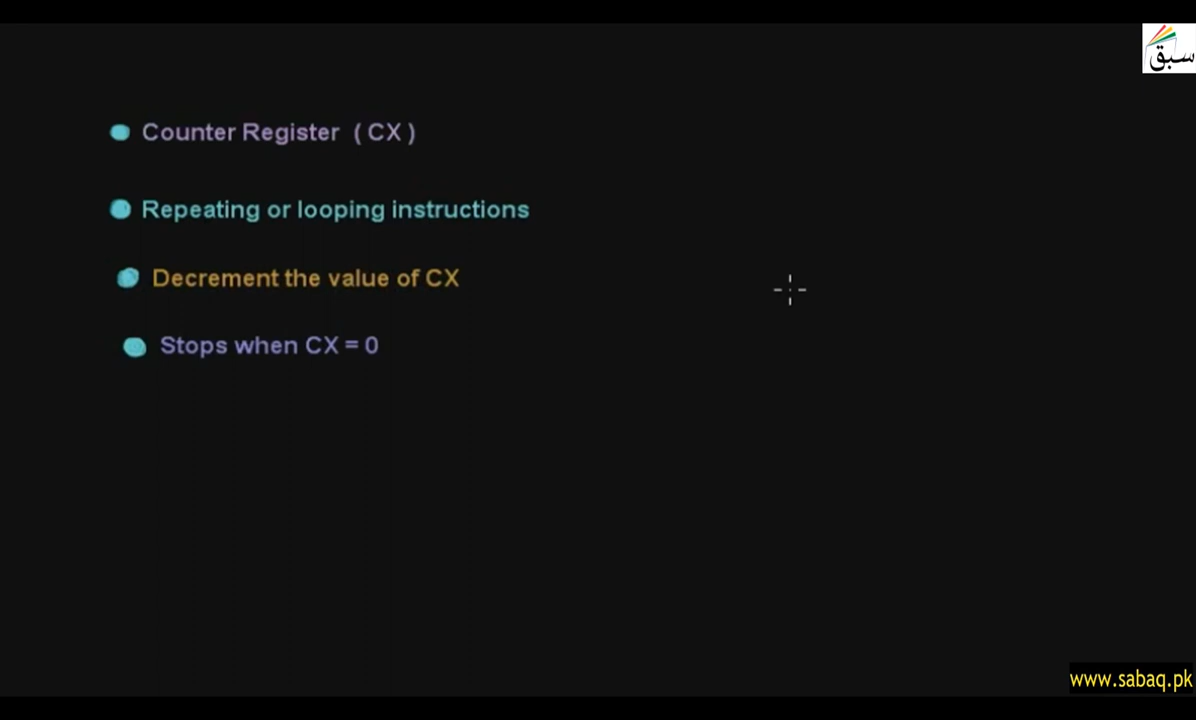 سبق
Counter Register ( CX )
Repeating or looping instructions
Decrement the value of CX
Stops when CX = 0
www.sabaq.pk